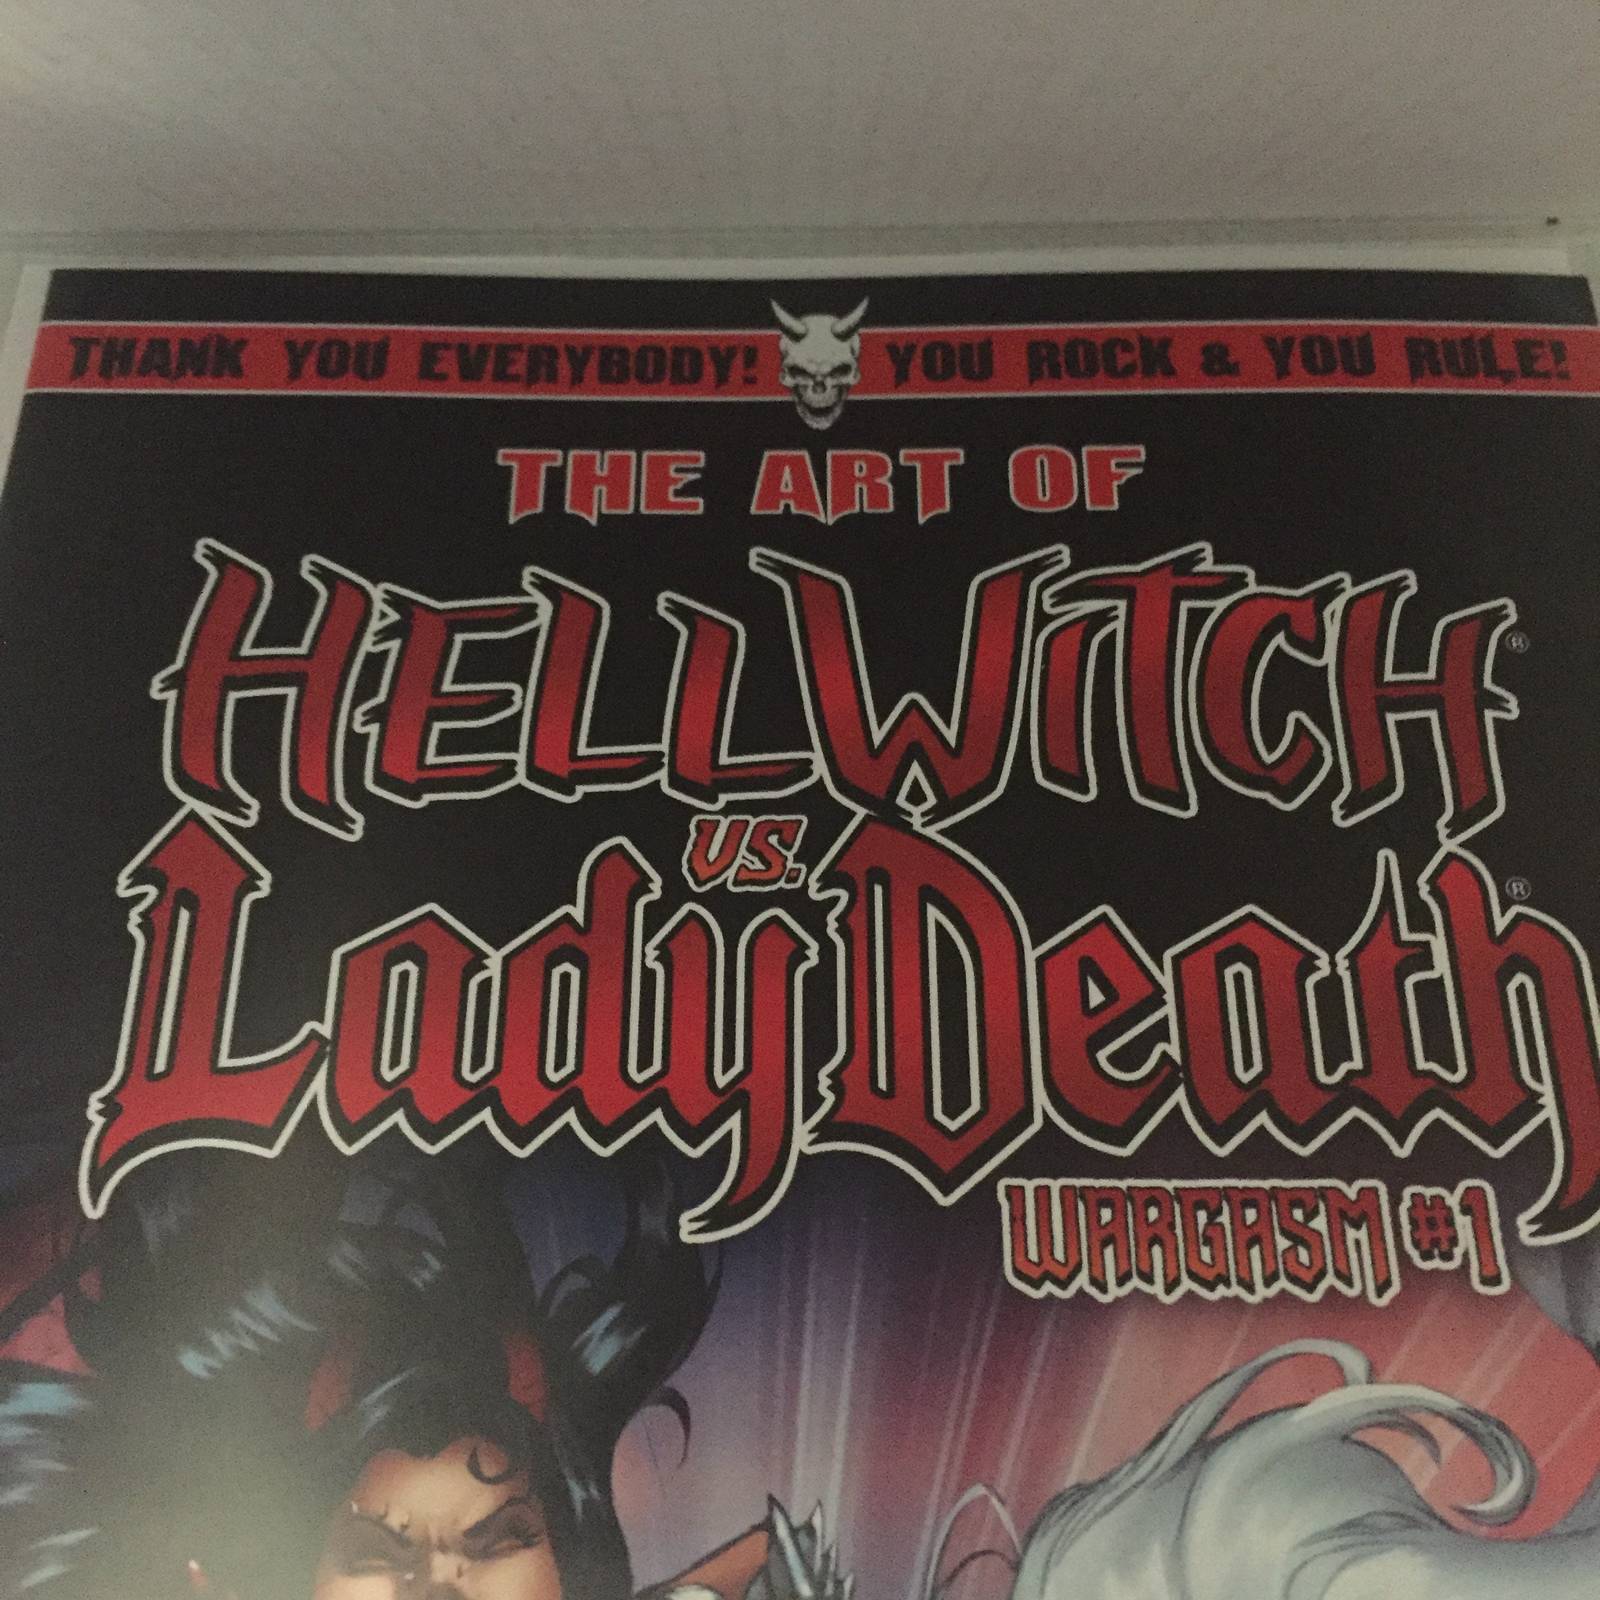 THANK YOU EVERYBODY! YOU ROCK & YOU RULE!
THE ART OF
HELLWITCH ®
VS.
Lady Death ®
WARGASM #1